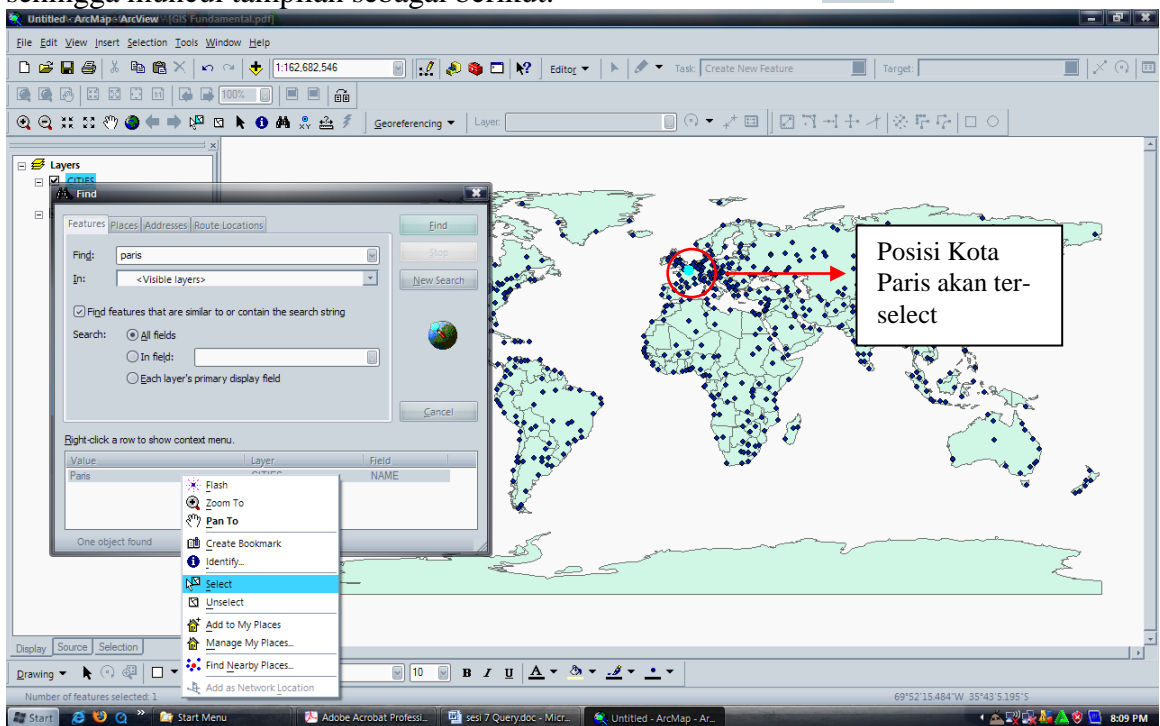 sehingga muncul tampilan sebagai berikut:
Untitled - ArcMap - ArcView - [GIS Fundamental.pdf]
File Edit View Insert Selection Tools Window Help
1:162,682,546 Editor Task: Create New Feature Target:
100%
Georeferencing Layer:
Layers
CITIES
Find
Features Places Addresses Route Locations
Find
Find: paris
Stop
In: <Visible layers>
New Search
Find features that are similar to or contain the search string
Search: All fields
In field:
Each layer's primary display field
Cancel
Right-click a row to show context menu.
Value Layer Field
Paris CITIES NAME
One object found
Flash
Zoom To
Pan To
Create Bookmark
Identify...
Select
Unselect
Add to My Places
Manage My Places...
Find Nearby Places...
Add as Network Location
Posisi Kota
Paris akan ter-
select
Display Source Selection
Drawing 10 B I U A
Number of features selected: 1 69°52'15.484"W 35°43'5.195"S
Start Start Menu Adobe Acrobat Professi... sesi 7 Query.doc - Micr... Untitled - ArcMap - Ar... 8:09 PM